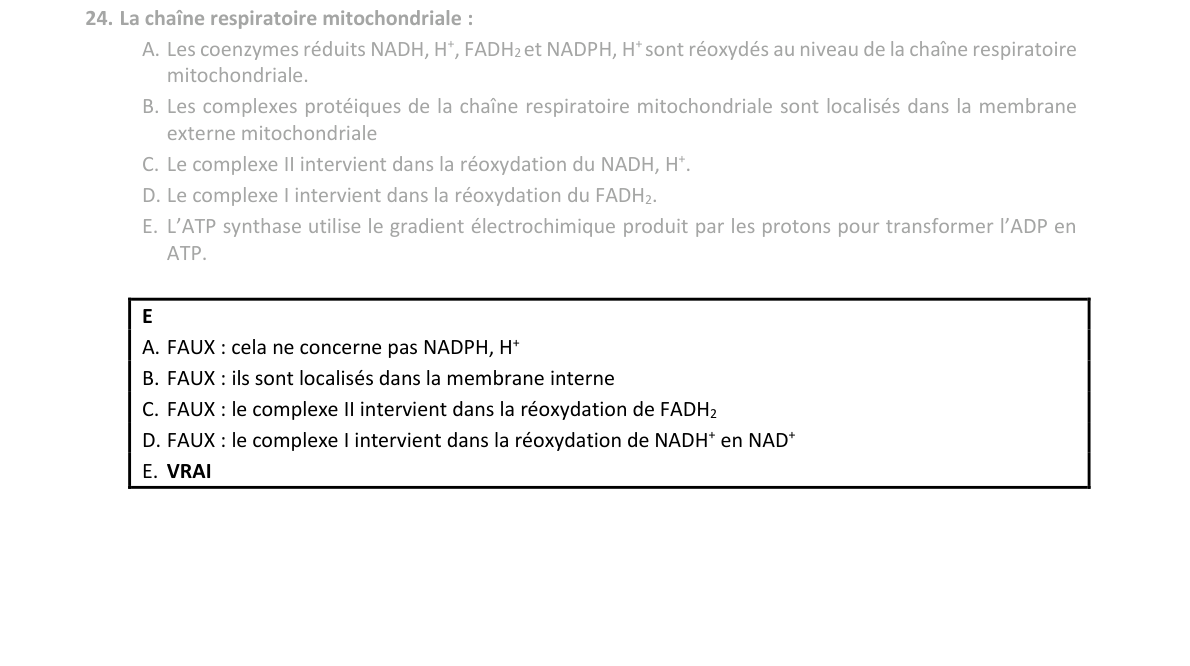 24. La chaîne respiratoire mitochondriale :
A. Les coenzymes réduits NADH, H⁺, FADH₂ et NADPH, H⁺ sont réoxydés au niveau de la chaîne respiratoire
mitochondriale.
B. Les complexes protéiques de la chaîne respiratoire mitochondriale sont localisés dans la membrane
externe mitochondriale
C. Le complexe II intervient dans la réoxydation du NADH, H⁺.
D. Le complexe I intervient dans la réoxydation du FADH₂.
E. L’ATP synthase utilise le gradient électrochimique produit par les protons pour transformer l’ADP en
ATP.
E
A. FAUX : cela ne concerne pas NADPH, H⁺
B. FAUX : ils sont localisés dans la membrane interne
C. FAUX : le complexe II intervient dans la réoxydation de FADH₂
D. FAUX : le complexe I intervient dans la réoxydation de NADH⁺ en NAD⁺
E. VRAI